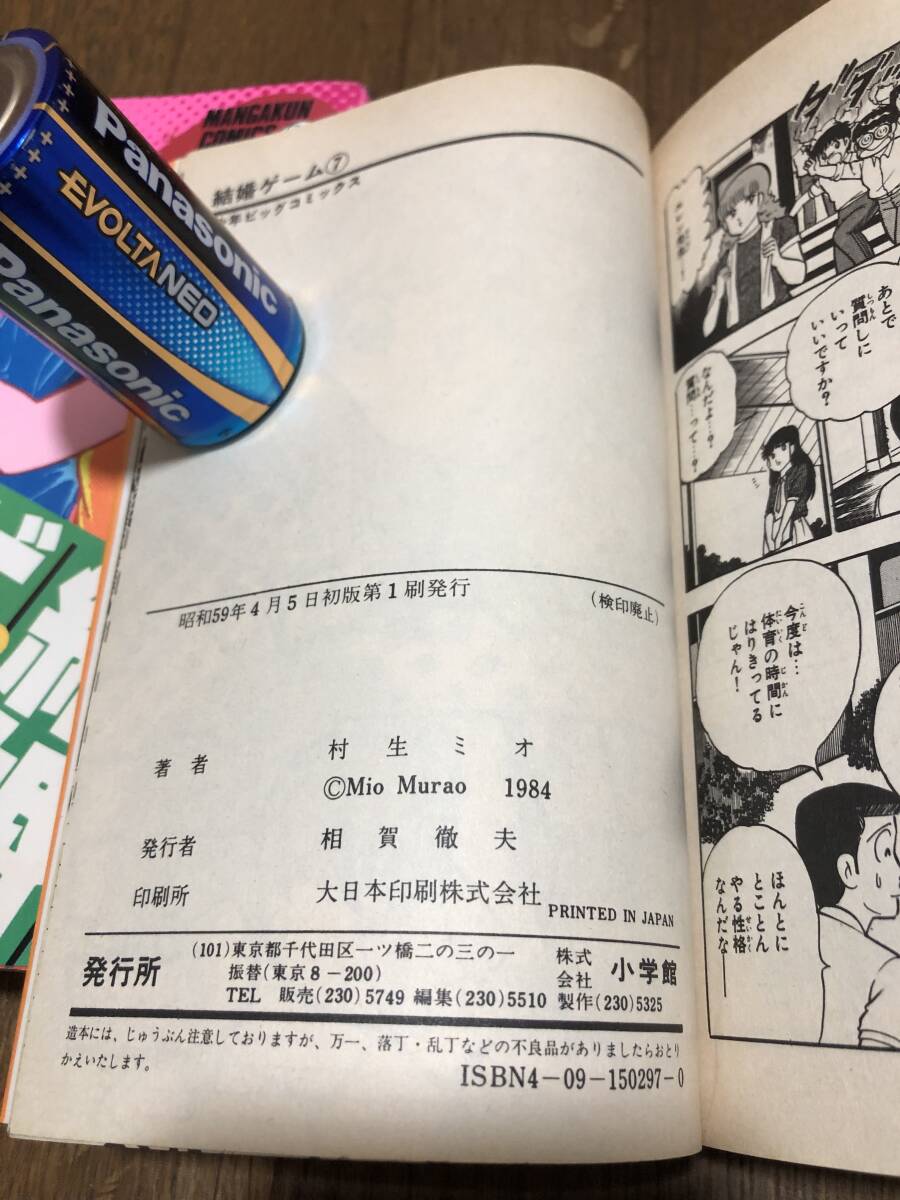 MANGAKUN
COMICS
Panasonic
EVOLTA NEO
Panasonic
結婚ゲーム⑦
年ビッグコミックス
昭和59年4月5日初版第1刷発行
(検印廃止)
著者 村生ミオ
©Mio Murao 1984
発行者 相賀徹夫
印刷所 大日本印刷株式会社
PRINTED IN JAPAN
発行所 (101)東京都千代田区一ツ橋二の三の一 株式会社 小学館
振替(東京8-200)
TEL 販売(230)5749 編集(230)5510 製作(230)5325
造本には、じゅうぶん注意しておりますが、万一、落丁・乱丁などの不良品がありましたらおとり
かえいたします。
ISBN4-09-150297-0
あとで
質問しに
いって
いいですか?
なんだよ…?
質問…って…?
今度は…
体育の時間に
はりきってる
じゃん!
ほんとに
とことん
やる性格
なんだな―